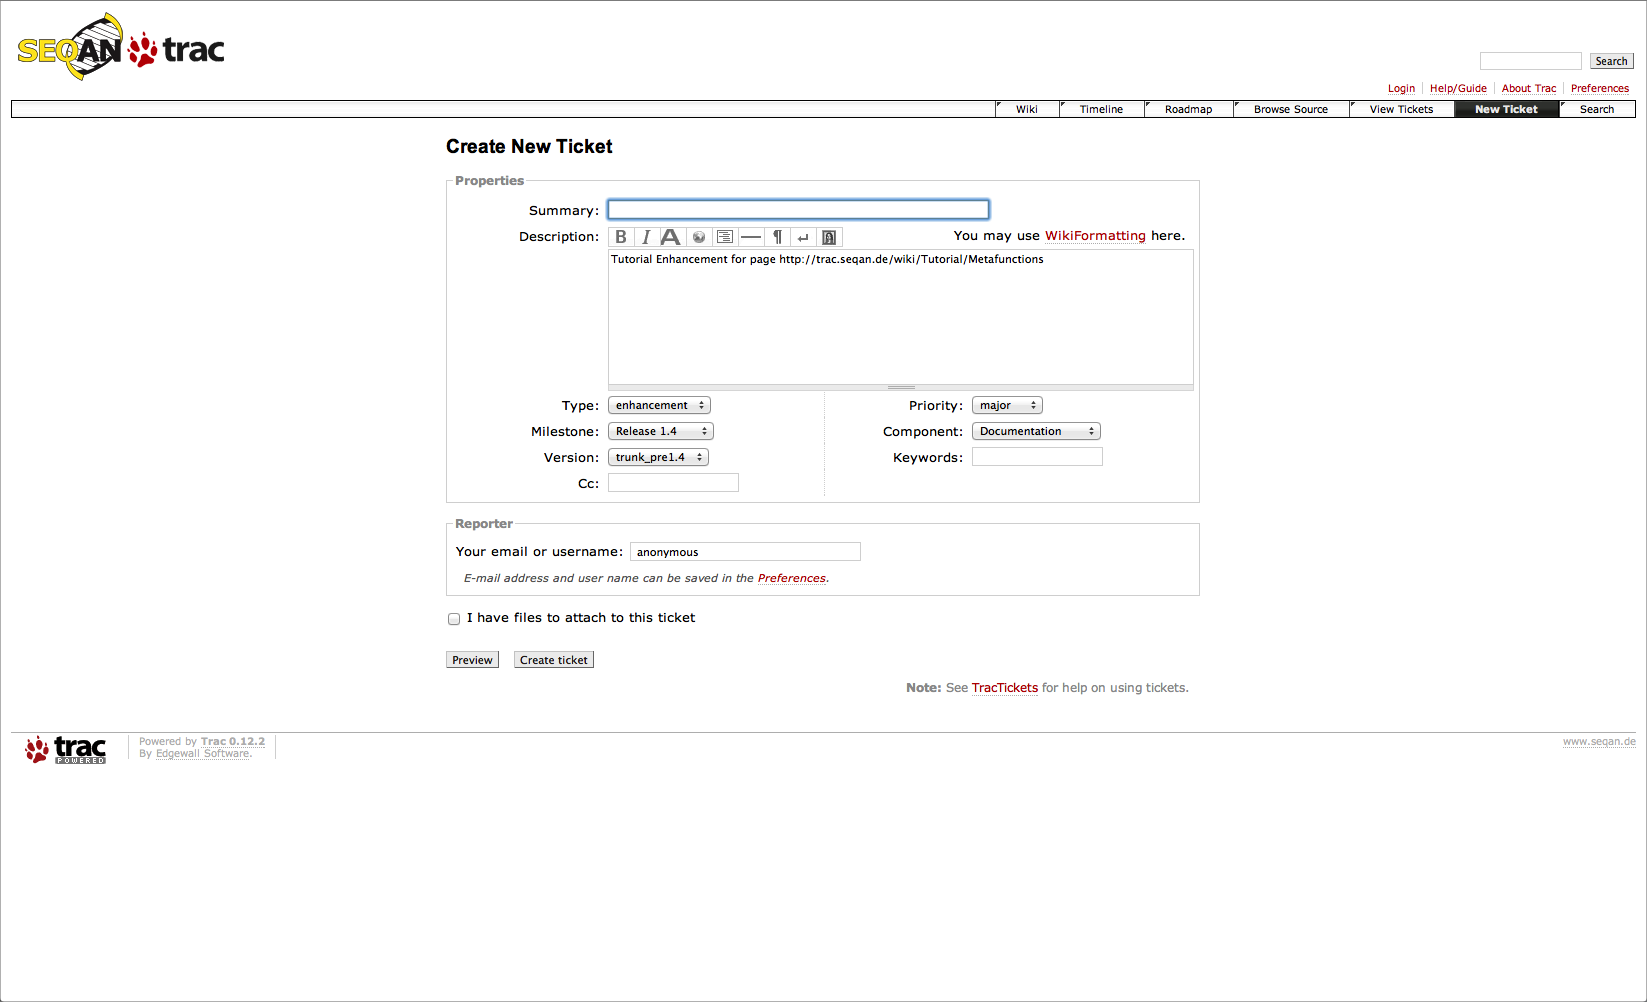 SEQAN trac
Search
Login Help/Guide About Trac Preferences
Wiki Timeline Roadmap Browse Source View Tickets New Ticket Search
Create New Ticket
Properties
Summary:
Description: B I A ¶ ↵ You may use WikiFormatting here.
Tutorial Enhancement for page http://trac.seqan.de/wiki/Tutorial/Metafunctions
Type: enhancement Priority: major
Milestone: Release 1.4 Component: Documentation
Version: trunk_pre1.4 Keywords:
Cc:
Reporter
Your email or username: anonymous
E-mail address and user name can be saved in the Preferences.
I have files to attach to this ticket
Preview Create ticket
Note: See TracTickets for help on using tickets.
trac POWERED
Powered by Trac 0.12.2
By Edgewall Software.
www.seqan.de